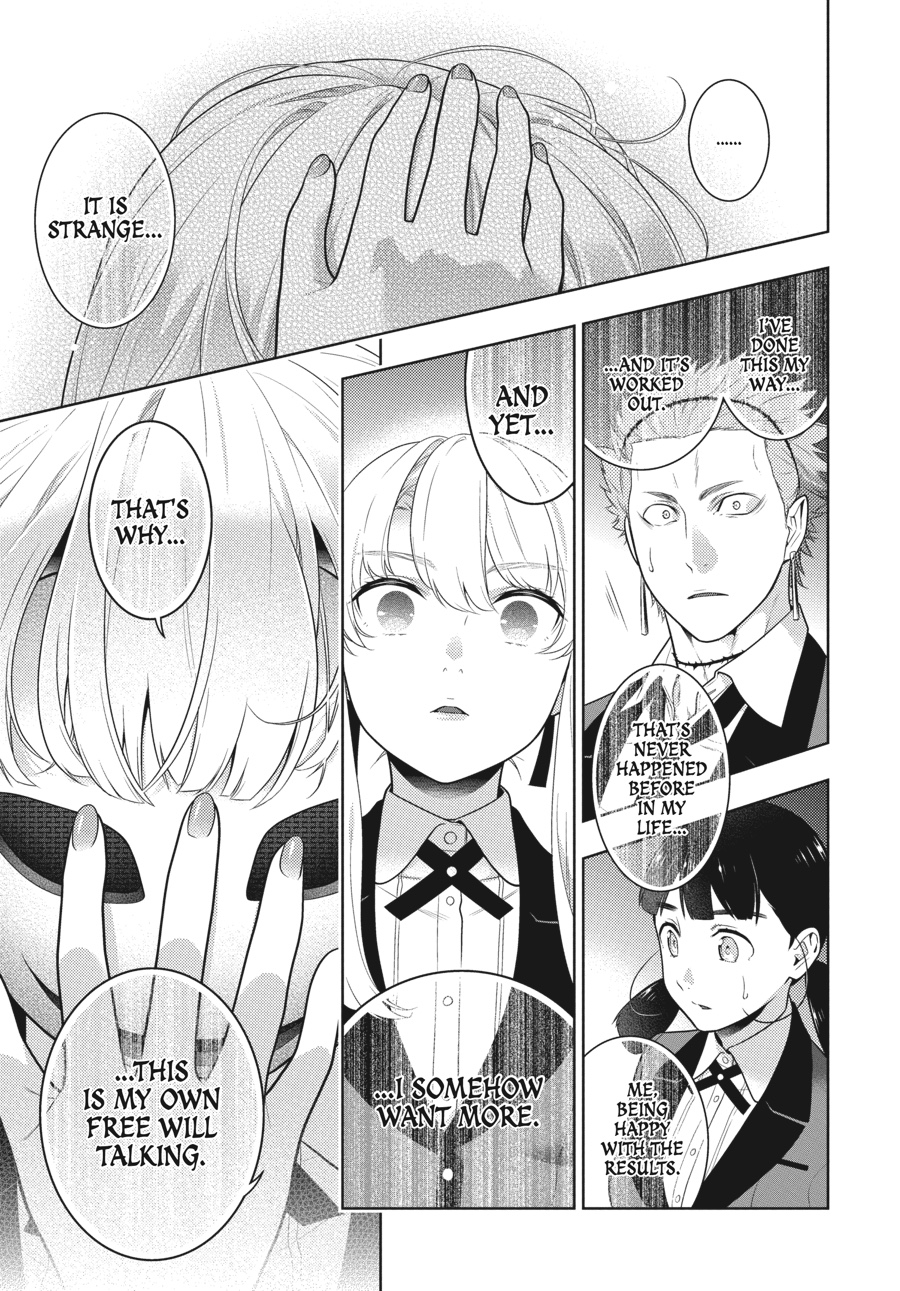 ......
IT IS
STRANGE...
I'VE
DONE
THIS MY
WAY...
...AND IT'S
WORKED
OUT.
THAT'S
NEVER
HAPPENED
BEFORE
IN MY
LIFE...
ME,
BEING
HAPPY
WITH THE
RESULTS.
AND
YET...
...I SOMEHOW
WANT MORE.
THAT'S
WHY...
...THIS
IS MY OWN
FREE WILL
TALKING.